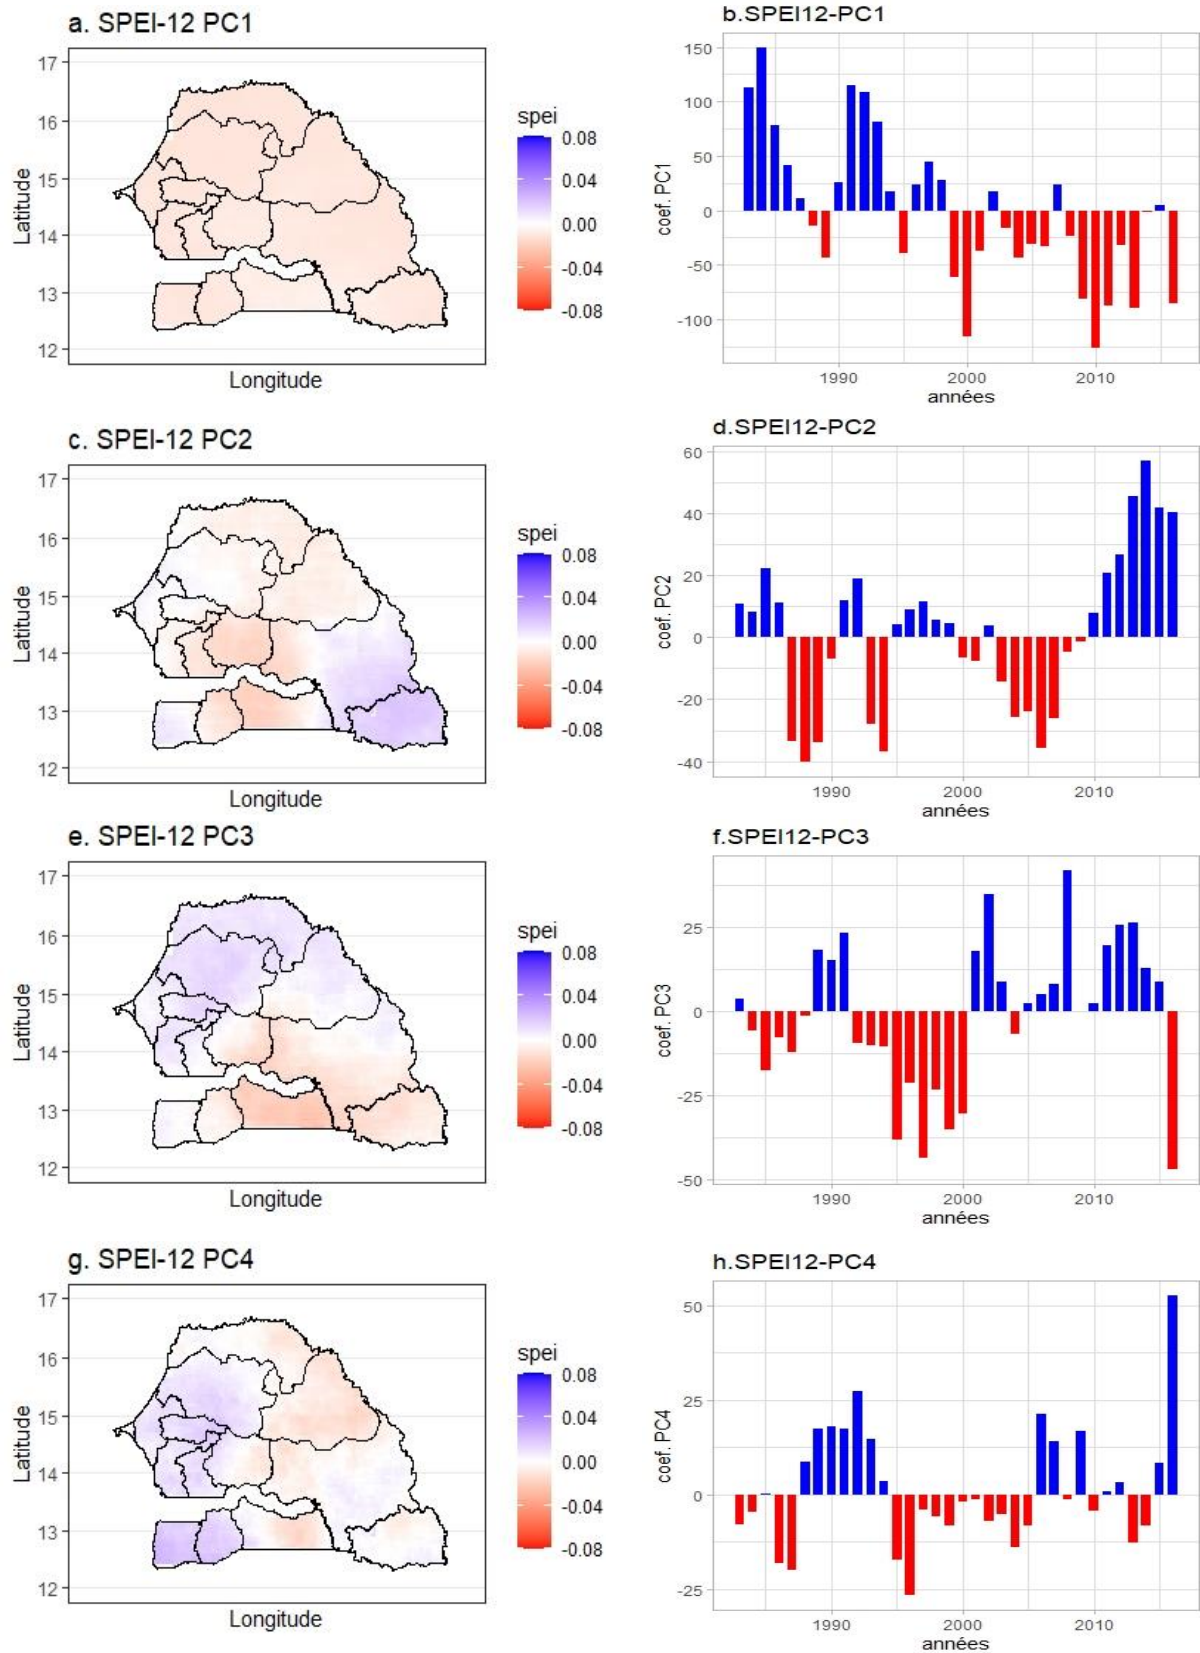 a. SPEI-12 PC1
17
16
15
14
13
12
Latitude
Longitude
spei
0.08
0.04
0.00
-0.04
-0.08
b.SPEI12-PC1
150
100
50
0
-50
-100
coef. PC1
1990
2000
2010
années
c. SPEI-12 PC2
17
16
15
14
13
12
Latitude
Longitude
spei
0.08
0.04
0.00
-0.04
-0.08
d.SPEI12-PC2
60
40
20
0
-20
-40
coef. PC2
1990
2000
2010
années
e. SPEI-12 PC3
17
16
15
14
13
12
Latitude
Longitude
spei
0.08
0.04
0.00
-0.04
-0.08
f.SPEI12-PC3
25
0
-25
-50
coef. PC3
1990
2000
2010
années
g. SPEI-12 PC4
17
16
15
14
13
12
Latitude
Longitude
spei
0.08
0.04
0.00
-0.04
-0.08
h.SPEI12-PC4
50
25
0
-25
coef. PC4
1990
2000
2010
années